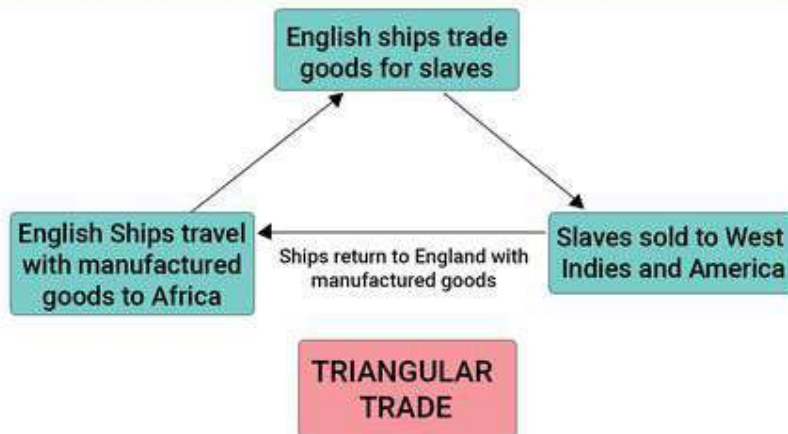 English ships trade
goods for slaves
English Ships travel
with manufactured
goods to Africa
Ships return to England with
manufactured goods
Slaves sold to West
Indies and America
TRIANGULAR
TRADE